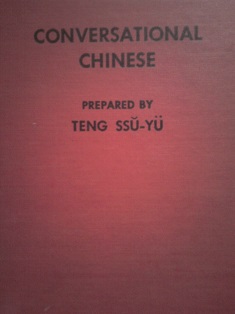 CONVERSATIONAL
CHINESE
PREPARED BY
TENG SSŬ-YÜ